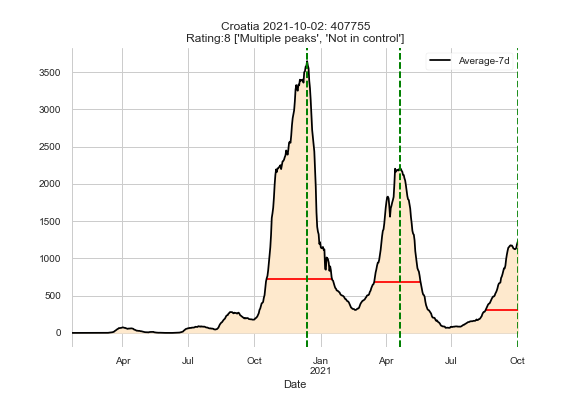 Croatia 2021-10-02: 407755
Rating:8 ['Multiple peaks', 'Not in control']
Average-7d
3500
3000
2500
2000
1500
1000
500
0
Apr Jul Oct Jan Apr Jul Oct
2021
Date